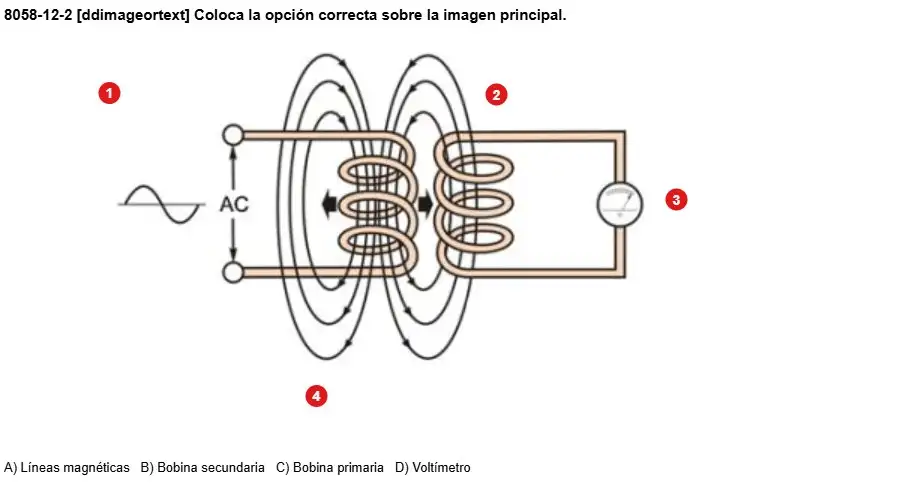 8058-12-2 [ddimageortext] Coloca la opción correcta sobre la imagen principal.
1
2
AC
3
4
A) Líneas magnéticas B) Bobina secundaria C) Bobina primaria D) Voltímetro